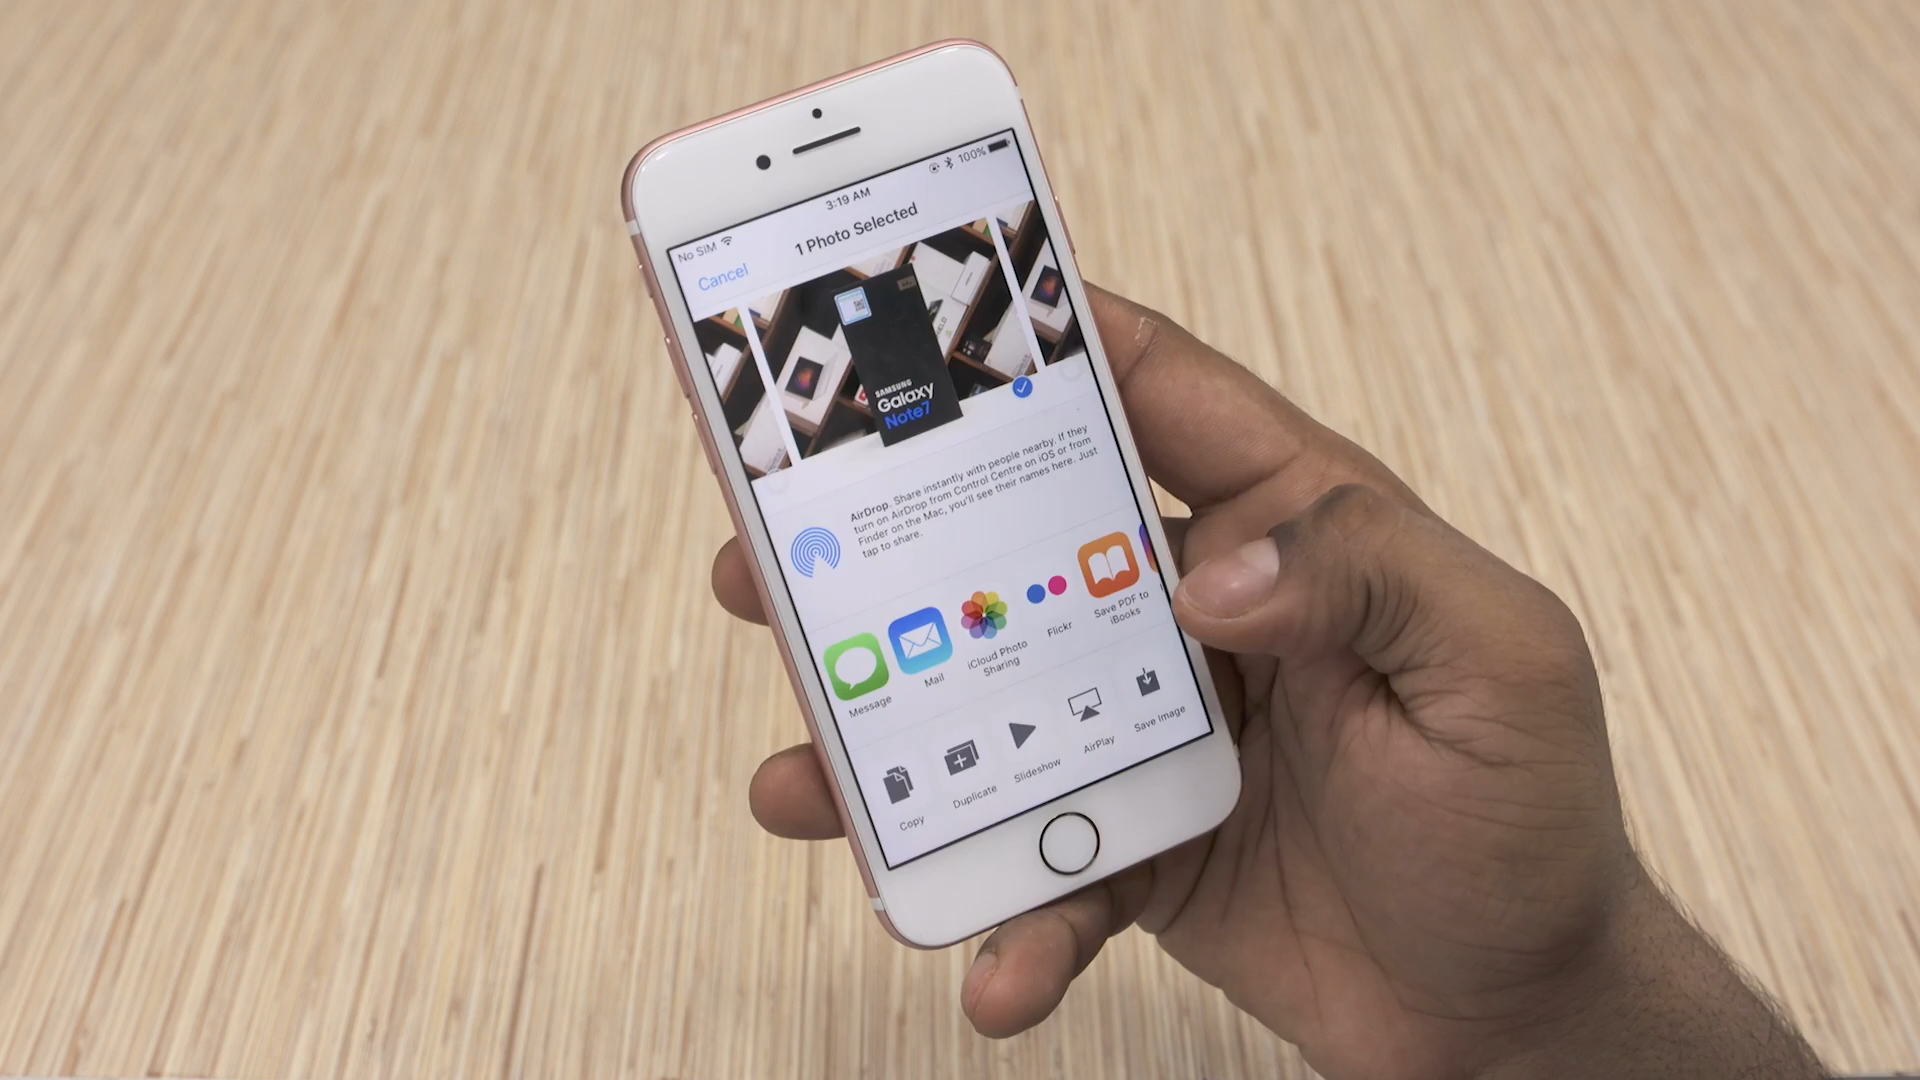 No SIM
3:19 AM
100%
Cancel
1 Photo Selected
SAMSUNG
Galaxy
Note7
AirDrop. Share instantly with people nearby. If they
turn on AirDrop from Control Centre on iOS or from
Finder on the Mac, you'll see their names here. Just
tap to share.
Message
Mail
iCloud Photo
Sharing
Flickr
Save PDF to
iBooks
Copy
Duplicate
Slideshow
AirPlay
Save Image